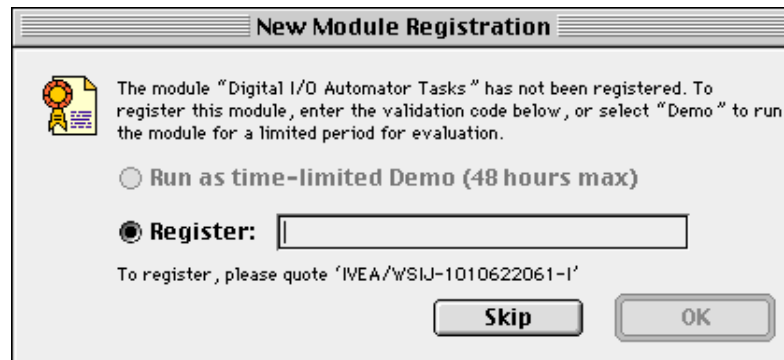 New Module Registration
The module "Digital I/O Automator Tasks" has not been registered. To
register this module, enter the validation code below, or select "Demo" to run
the module for a limited period for evaluation.
Run as time-limited Demo (48 hours max)
Register:
To register, please quote 'IVEA/WSIJ-1010622061-I'
Skip OK